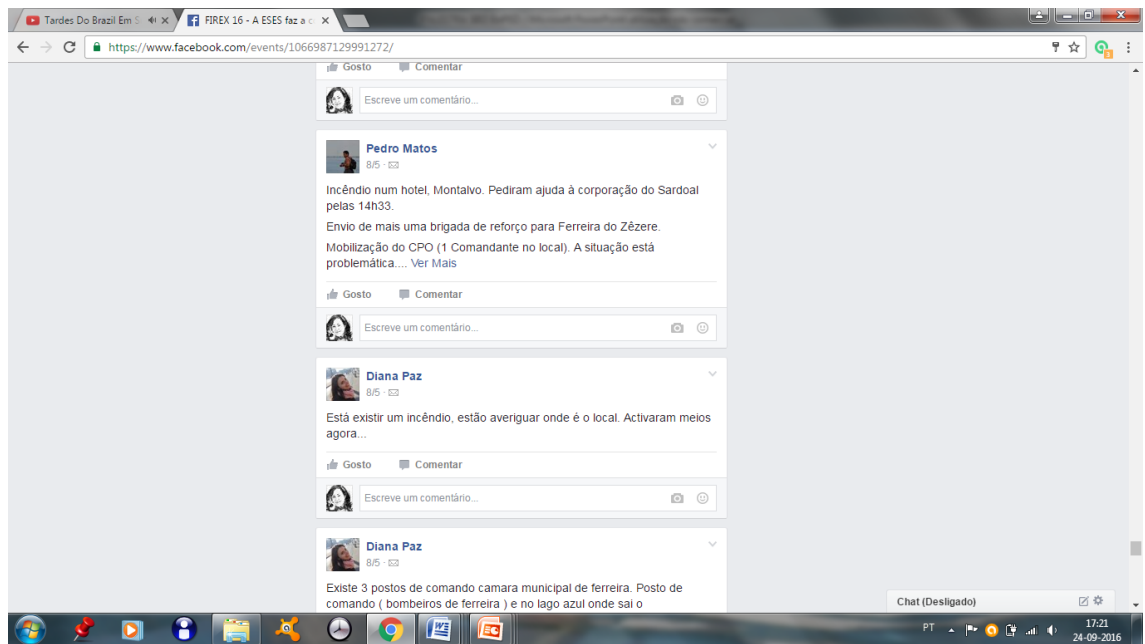 Tardes Do Brazil Em S
FIREX 16 - A ESES faz a c
https://www.facebook.com/events/1066987129991272/
Gosto Comentar
Escreve um comentário...
Pedro Matos
8/5 ·
Incêndio num hotel, Montalvo. Pediram ajuda à corporação do Sardoal
pelas 14h33.
Envio de mais uma brigada de reforço para Ferreira do Zêzere.
Mobilização do CPO (1 Comandante no local). A situação está
problemática.... Ver Mais
Gosto Comentar
Escreve um comentário...
Diana Paz
8/5 ·
Está existir um incêndio, estão averiguar onde é o local. Activaram meios
agora...
Gosto Comentar
Escreve um comentário...
Diana Paz
8/5 ·
Existe 3 postos de comando camara municipal de ferreira. Posto de
comando ( bombeiros de ferreira ) e no lago azul onde sai o
Chat (Desligado)
PT
17:21
24-09-2016